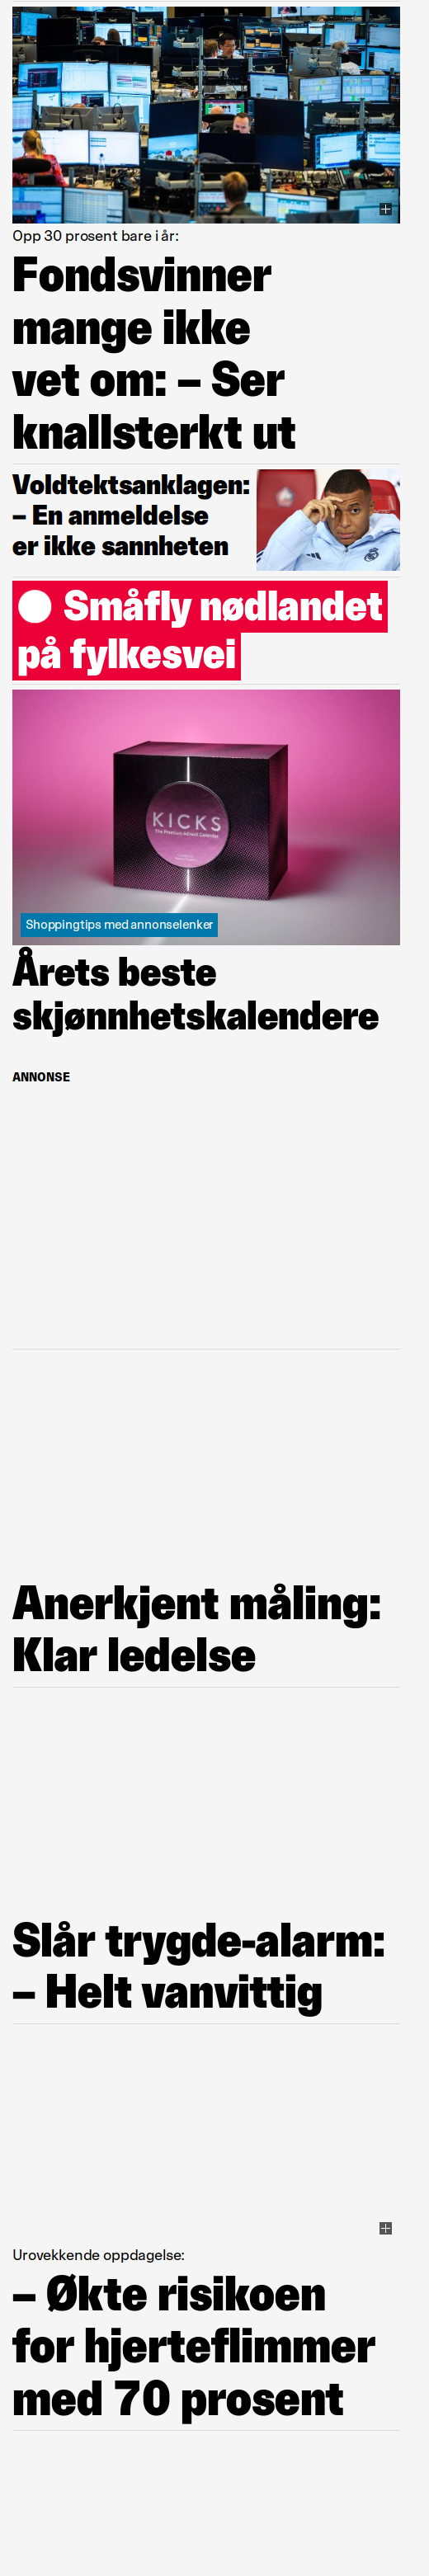 Opp 30 prosent bare i år:
Fondsvinner
mange ikke
vet om: – Ser
knallsterkt ut
Voldtektsanklagen:
– En anmeldelse
er ikke sannheten
Småfly nødlandet
på fylkesvei
KICKS
The Premium Advent Calendar
Shoppingtips med annonselenker
Årets beste
skjønnhetskalendere
ANNONSE
Anerkjent måling:
Klar ledelse
Slår trygde-alarm:
– Helt vanvittig
Urovekkende oppdagelse:
– Økte risikoen
for hjerteflimmer
med 70 prosent